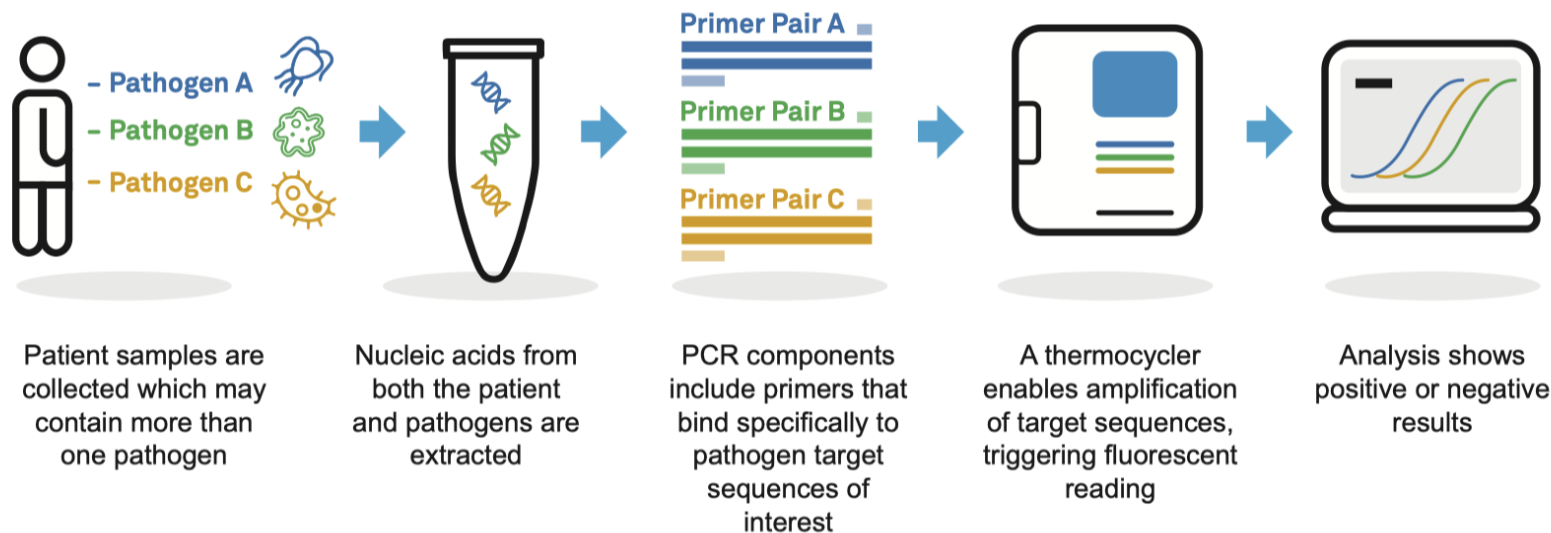 – Pathogen A
– Pathogen B
– Pathogen C
Primer Pair A
Primer Pair B
Primer Pair C
Patient samples are
collected which may
contain more than
one pathogen
Nucleic acids from
both the patient
and pathogens are
extracted
PCR components
include primers that
bind specifically to
pathogen target
sequences of
interest
A thermocycler
enables amplification
of target sequences,
triggering fluorescent
reading
Analysis shows
positive or negative
results